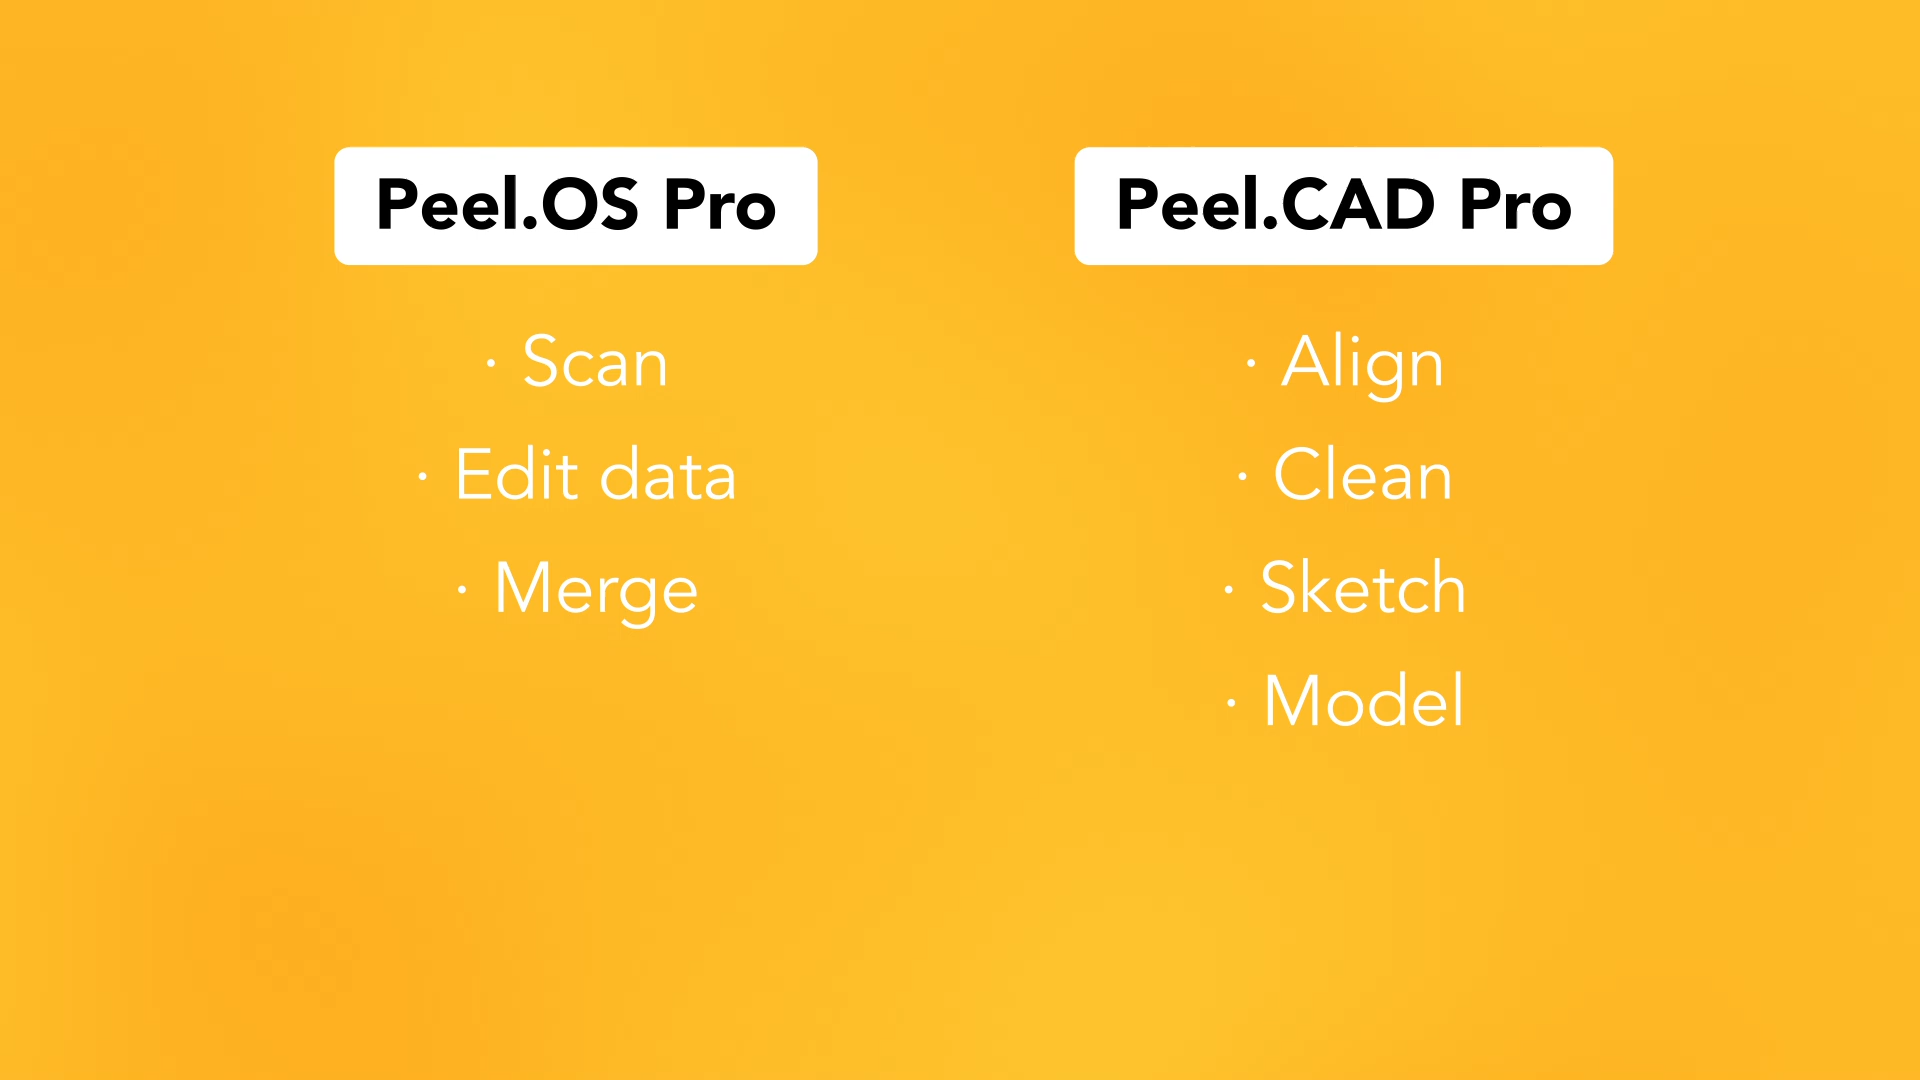 Peel.OS Pro
· Scan
· Edit data
· Merge
Peel.CAD Pro
· Align
· Clean
· Sketch
· Model